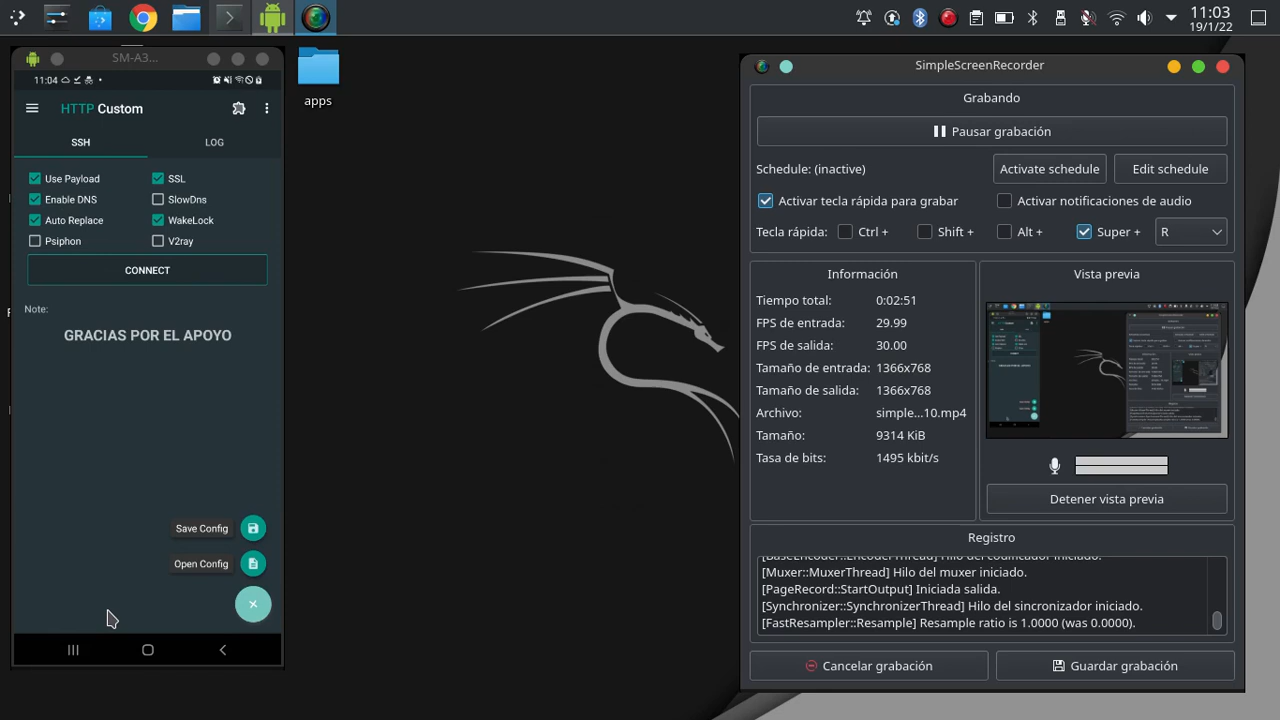 11:03
19/1/22
SM-A3...
11:04
HTTP Custom
SSH
LOG
Use Payload
SSL
Enable DNS
SlowDns
Auto Replace
WakeLock
Psiphon
V2ray
CONNECT
Note:
GRACIAS POR EL APOYO
Save Config
Open Config
apps
SimpleScreenRecorder
Grabando
Pausar grabación
Schedule: (inactive)
Activate schedule
Edit schedule
Activar tecla rápida para grabar
Activar notificaciones de audio
Tecla rápida:
Ctrl +
Shift +
Alt +
Super +
R
Información
Tiempo total: 0:02:51
FPS de entrada: 29.99
FPS de salida: 30.00
Tamaño de entrada: 1366x768
Tamaño de salida: 1366x768
Archivo: simple...10.mp4
Tamaño: 9314 KiB
Tasa de bits: 1495 kbit/s
Vista previa
Detener vista previa
Registro
[BaseEncoder::EncoderThread] Hilo del codificador iniciado.
[Muxer::MuxerThread] Hilo del muxer iniciado.
[PageRecord::StartOutput] Iniciada salida.
[Synchronizer::SynchronizerThread] Hilo del sincronizador iniciado.
[FastResampler::Resample] Resample ratio is 1.0000 (was 0.0000).
Cancelar grabación
Guardar grabación